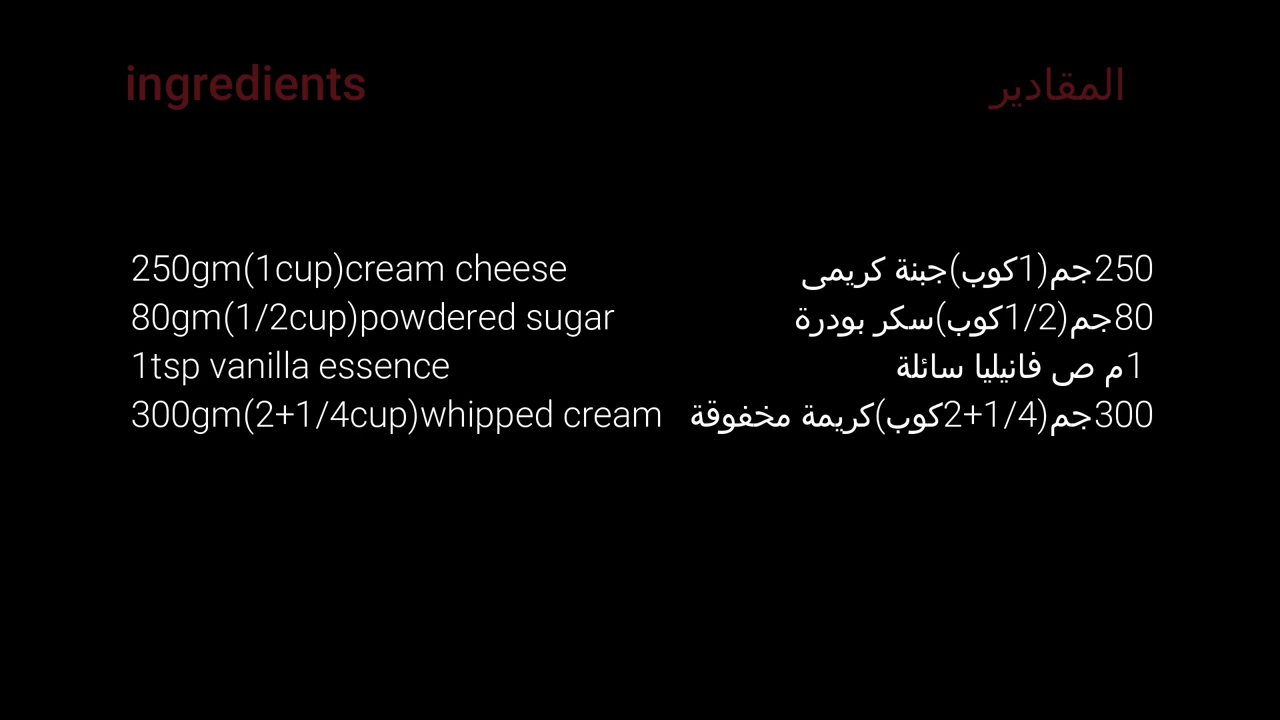 ingredients
المقادير
250gm(1cup)cream cheese
250جم(1كوب)جبنة كريمى
80gm(1/2cup)powdered sugar
80جم(1/2كوب)سكر بودرة
1tsp vanilla essence
1م ص فانيليا سائلة
300gm(2+1/4cup)whipped cream
300جم(2+1/4كوب)كريمة مخفوقة